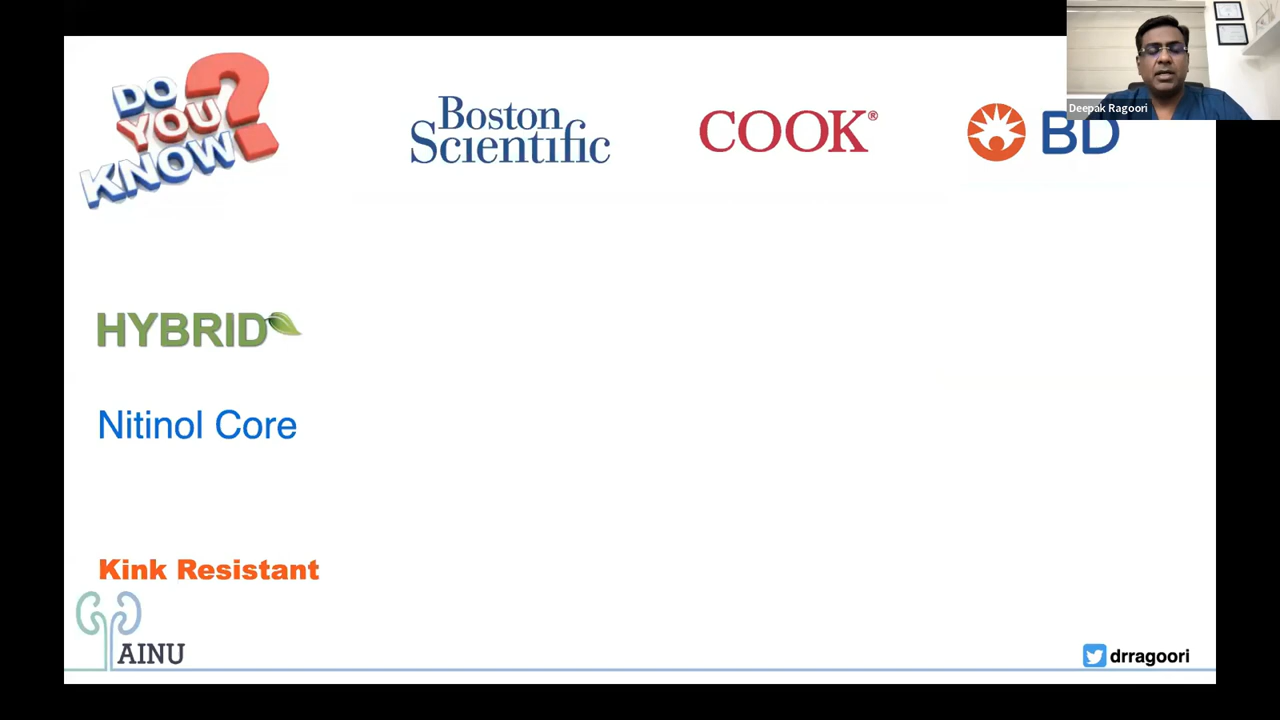 DO
YOU
KNOW?
Boston
Scientific
COOK®
BD
Deepak Ragoori
HYBRID
Nitinol Core
Kink Resistant
AINU
drragoori